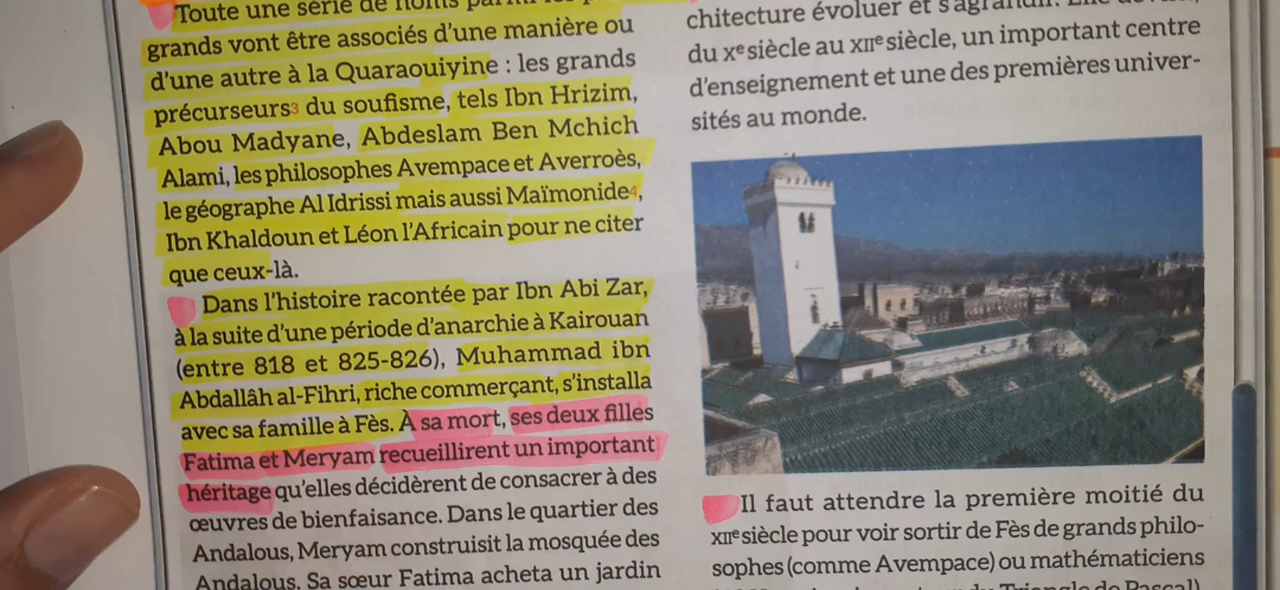 Toute une série de noms parmi les
grands vont être associés d'une manière ou
d'une autre à la Quaraouiyine : les grands
précurseurs3 du soufisme, tels Ibn Hrizim,
Abou Madyane, Abdeslam Ben Mchich
Alami, les philosophes Avempace et Averroès,
le géographe Al Idrissi mais aussi Maïmonide4,
Ibn Khaldoun et Léon l'Africain pour ne citer
que ceux-là.
Dans l'histoire racontée par Ibn Abi Zar,
à la suite d'une période d'anarchie à Kairouan
(entre 818 et 825-826), Muhammad ibn
Abdallâh al-Fihri, riche commerçant, s'installa
avec sa famille à Fès. À sa mort, ses deux filles
Fatima et Meryam recueillirent un important
héritage qu'elles décidèrent de consacrer à des
œuvres de bienfaisance. Dans le quartier des
Andalous, Meryam construisit la mosquée des
Andalous. Sa sœur Fatima acheta un jardin
chitecture évoluer et s'agrandir.
du Xe siècle au XIIe siècle, un important centre
d'enseignement et une des premières univer-
sités au monde.
Il faut attendre la première moitié du
XIIe siècle pour voir sortir de Fès de grands philo-
sophes (comme Avempace) ou mathématiciens
du Triangle de Pascal)